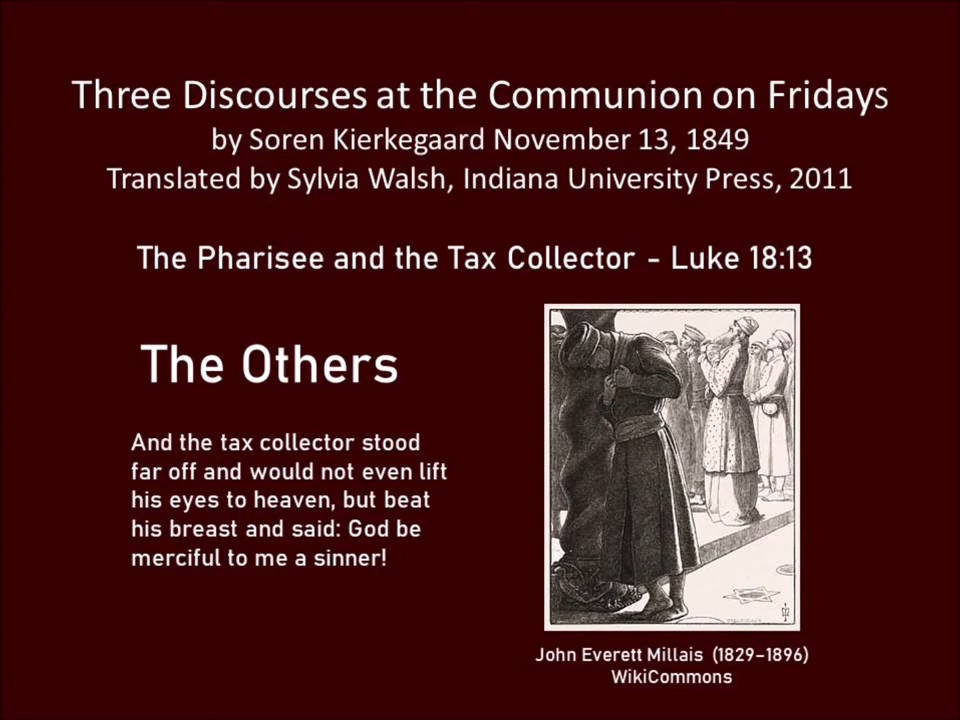 Three Discourses at the Communion on Fridays
by Soren Kierkegaard November 13, 1849
Translated by Sylvia Walsh, Indiana University Press, 2011
The Pharisee and the Tax Collector - Luke 18:13
The Others
And the tax collector stood
far off and would not even lift
his eyes to heaven, but beat
his breast and said: God be
merciful to me a sinner!
John Everett Millais (1829–1896)
WikiCommons